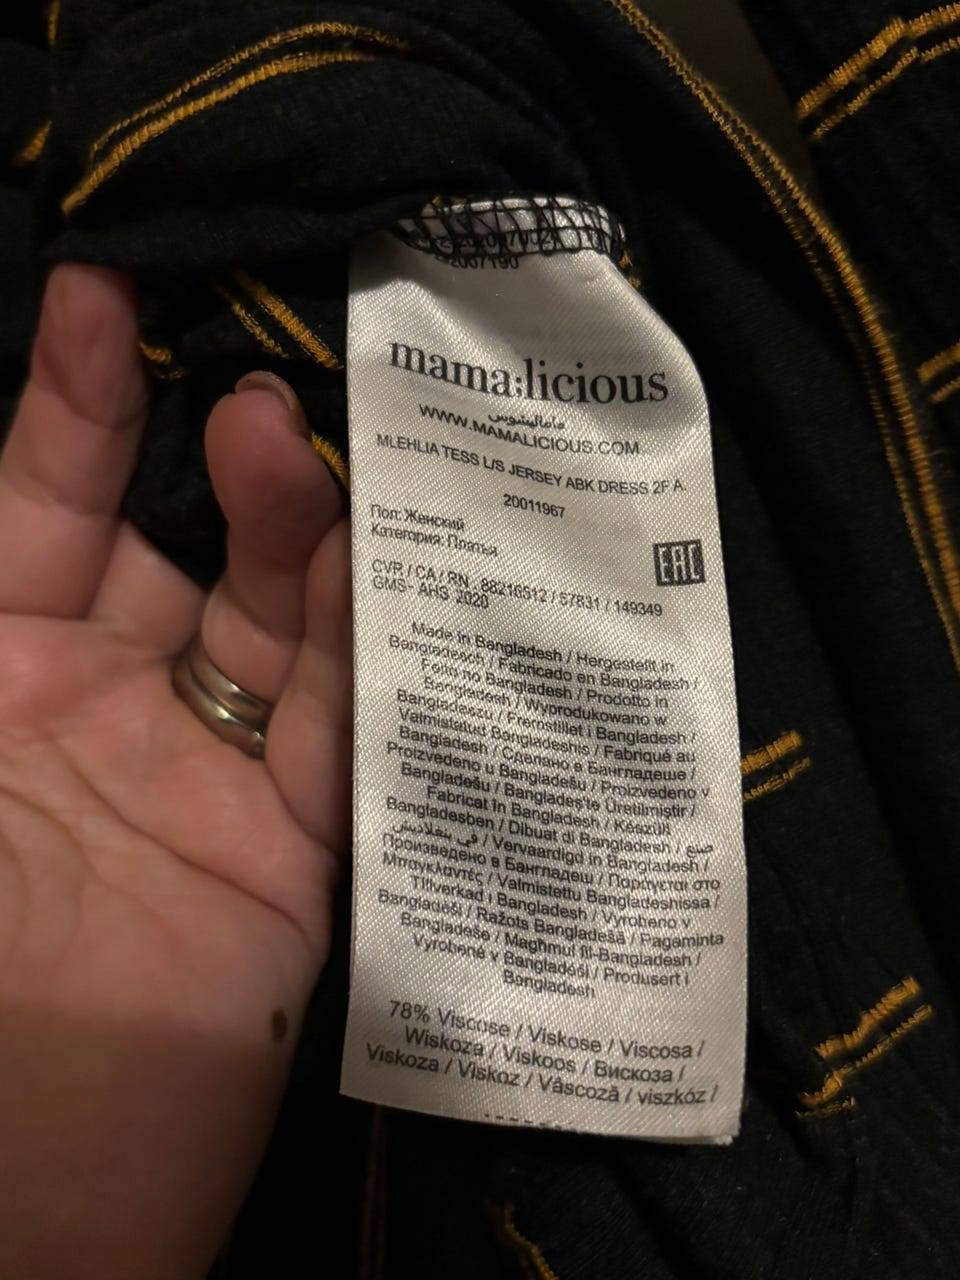 2007190
mama;licious
مامالیشوس
WWW.MAMALICIOUS.COM
MLEHLIA TESS L/S JERSEY ABK DRESS 2F A.
20011967
Пол: Женский
Категория: Платья
EAC
CVR / CA / RN 88216512 / 57831 / 149349
GMS- AHS 2020
Made in Bangladesh / Hergestellt in
Bangladesch / Fabricado en Bangladesh /
Feito no Bangladesh / Prodotto in
Bangladesh / Wyprodukowano w
Bangladeszu / Fremstillet i Bangladesh /
Valmistatud Bangladeshis / Fabriqué au
Bangladesh / Сделано в Бангладеше /
Proizvedeno u Bangladešu / Proizvedeno v
Bangladešu / Bangladeş'te Üretilmiştir /
Fabricat în Bangladesh / Készült
Bangladesben / Dibuat di Bangladesh / صنع
في بنغلاديش / Vervaardigd in Bangladesh /
Произведено в Бангладеш / Παράγεται στο
Μπαγκλαντές / Valmistettu Bangladeshissa /
Tillverkad i Bangladesh / Vyrobeno v
Bangladéši / Ražots Bangladešā / Pagaminta
Bangladeše / Magħmul fil-Bangladesh /
Vyrobené v Bangladéši / Produsert i
Bangladesh
78% Viscose / Viskose / Viscosa /
Wiskoza / Viskoos / Вискоза /
Viskoza / Viskoz / Vâscoză / viszkóz /